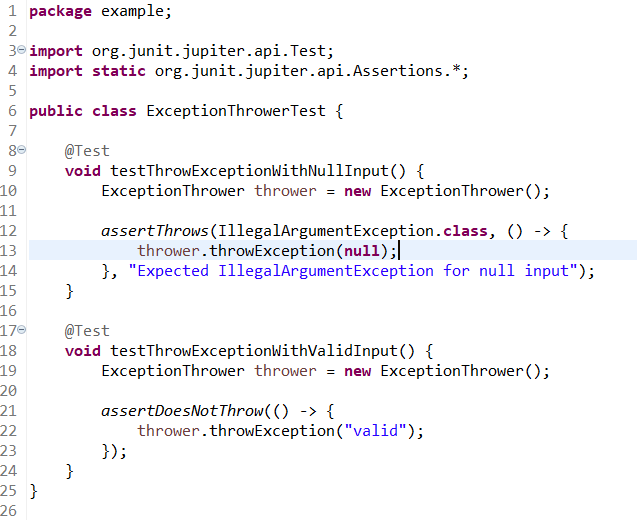 1 package example;
2
3 import org.junit.jupiter.api.Test;
4 import static org.junit.jupiter.api.Assertions.*;
5
6 public class ExceptionThrowerTest {
7
8     @Test
9     void testThrowExceptionWithNullInput() {
10         ExceptionThrower thrower = new ExceptionThrower();
11
12         assertThrows(IllegalArgumentException.class, () -> {
13             thrower.throwException(null);
14         }, "Expected IllegalArgumentException for null input");
15     }
16
17     @Test
18     void testThrowExceptionWithValidInput() {
19         ExceptionThrower thrower = new ExceptionThrower();
20
21         assertDoesNotThrow(() -> {
22             thrower.throwException("valid");
23         });
24     }
25 }
26